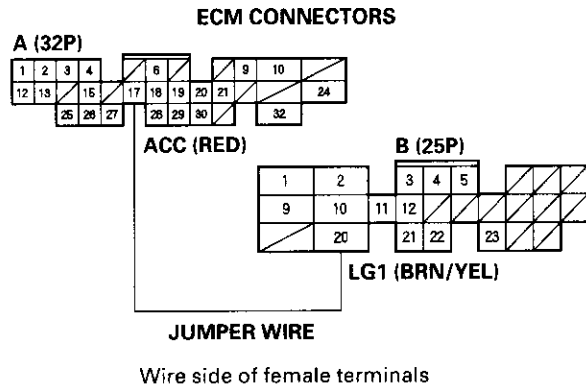 ECM CONNECTORS
A (32P)
1 2 3 4 6 9 10
12 13 15 17 18 19 20 21 24
25 26 27 28 29 30 32
ACC (RED)
B (25P)
1 2 3 4 5
9 10 11 12
20 21 22 23
LG1 (BRN/YEL)
JUMPER WIRE
Wire side of female terminals